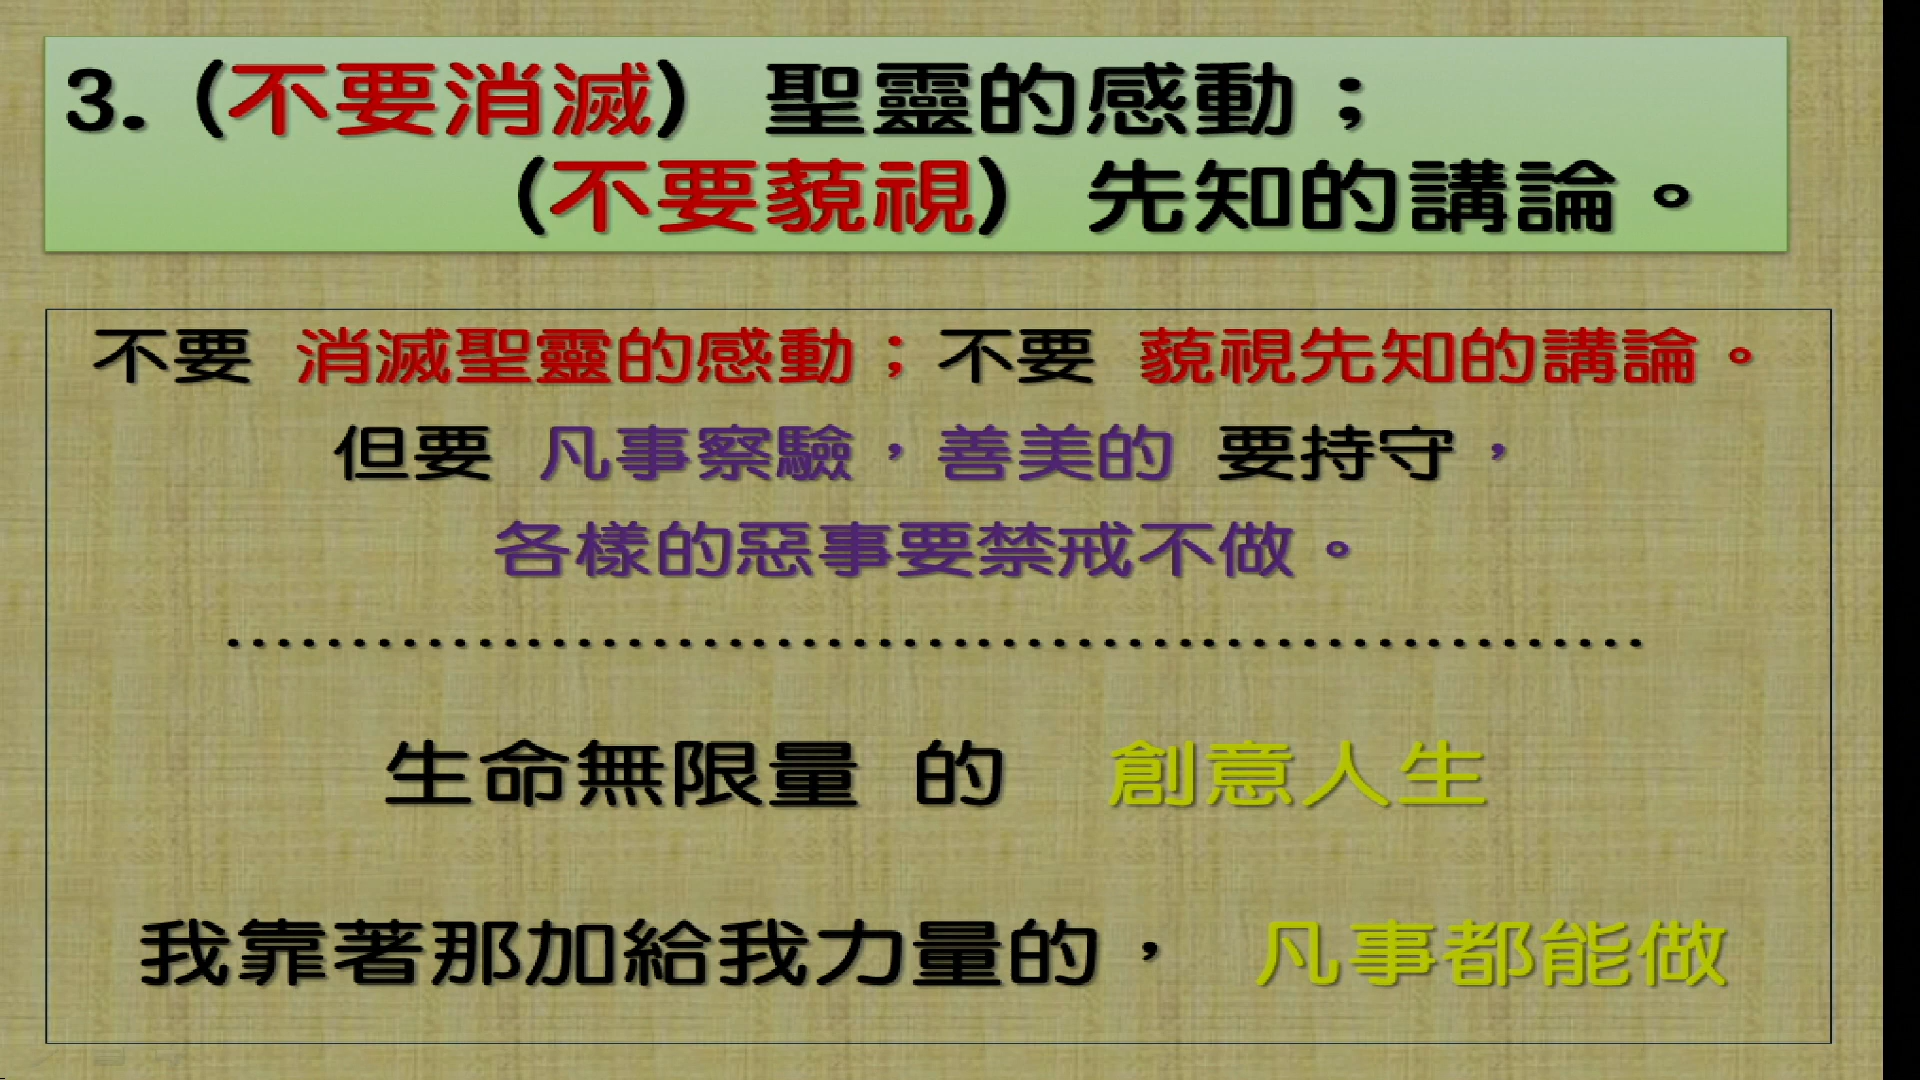 3. (不要消滅) 聖靈的感動；
(不要藐視) 先知的講論。
不要 消滅聖靈的感動；不要 藐視先知的講論。
但要 凡事察驗，善美的 要持守，
各樣的惡事要禁戒不做。
..........................................................
生命無限量 的 創意人生
我靠著那加給我力量的， 凡事都能做